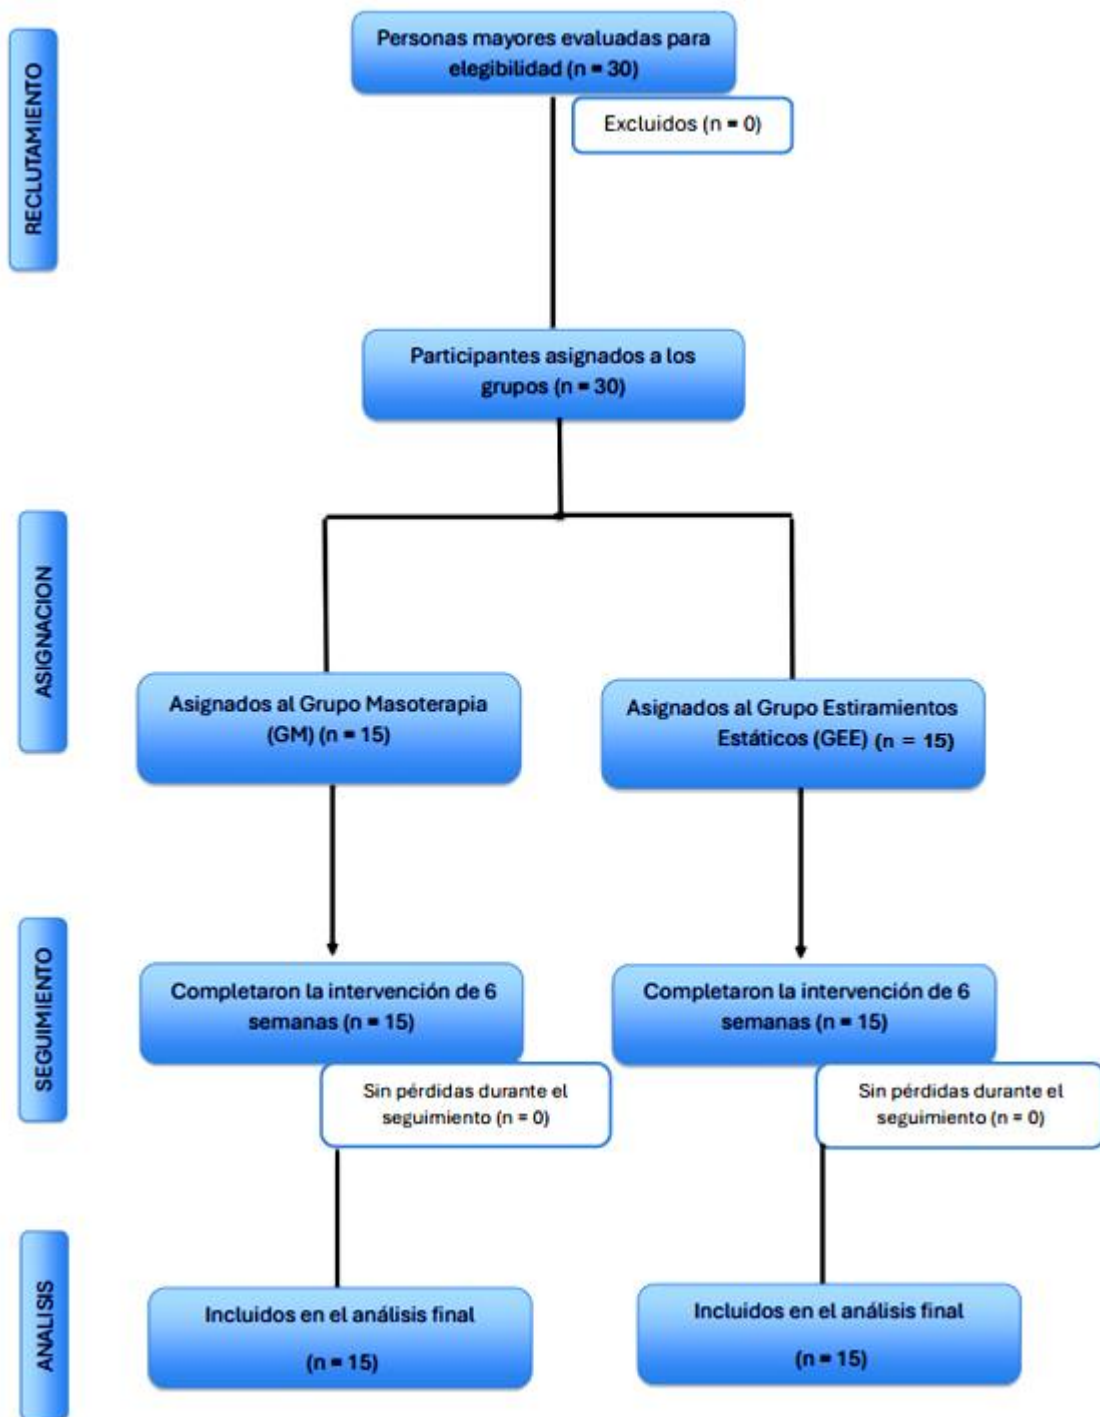 RECLUTAMIENTO
Personas mayores evaluadas para
elegibilidad (n = 30)
Excluidos (n = 0)
Participantes asignados a los
grupos (n = 30)
ASIGNACION
Asignados al Grupo Masoterapia
(GM) (n = 15)
Asignados al Grupo Estiramientos
Estáticos (GEE) (n = 15)
SEGUIMIENTO
Completaron la intervención de 6
semanas (n = 15)
Sin pérdidas durante el
seguimiento (n = 0)
Completaron la intervención de 6
semanas (n = 15)
Sin pérdidas durante el
seguimiento (n = 0)
ANALISIS
Incluidos en el análisis final
(n = 15)
Incluidos en el análisis final
(n = 15)